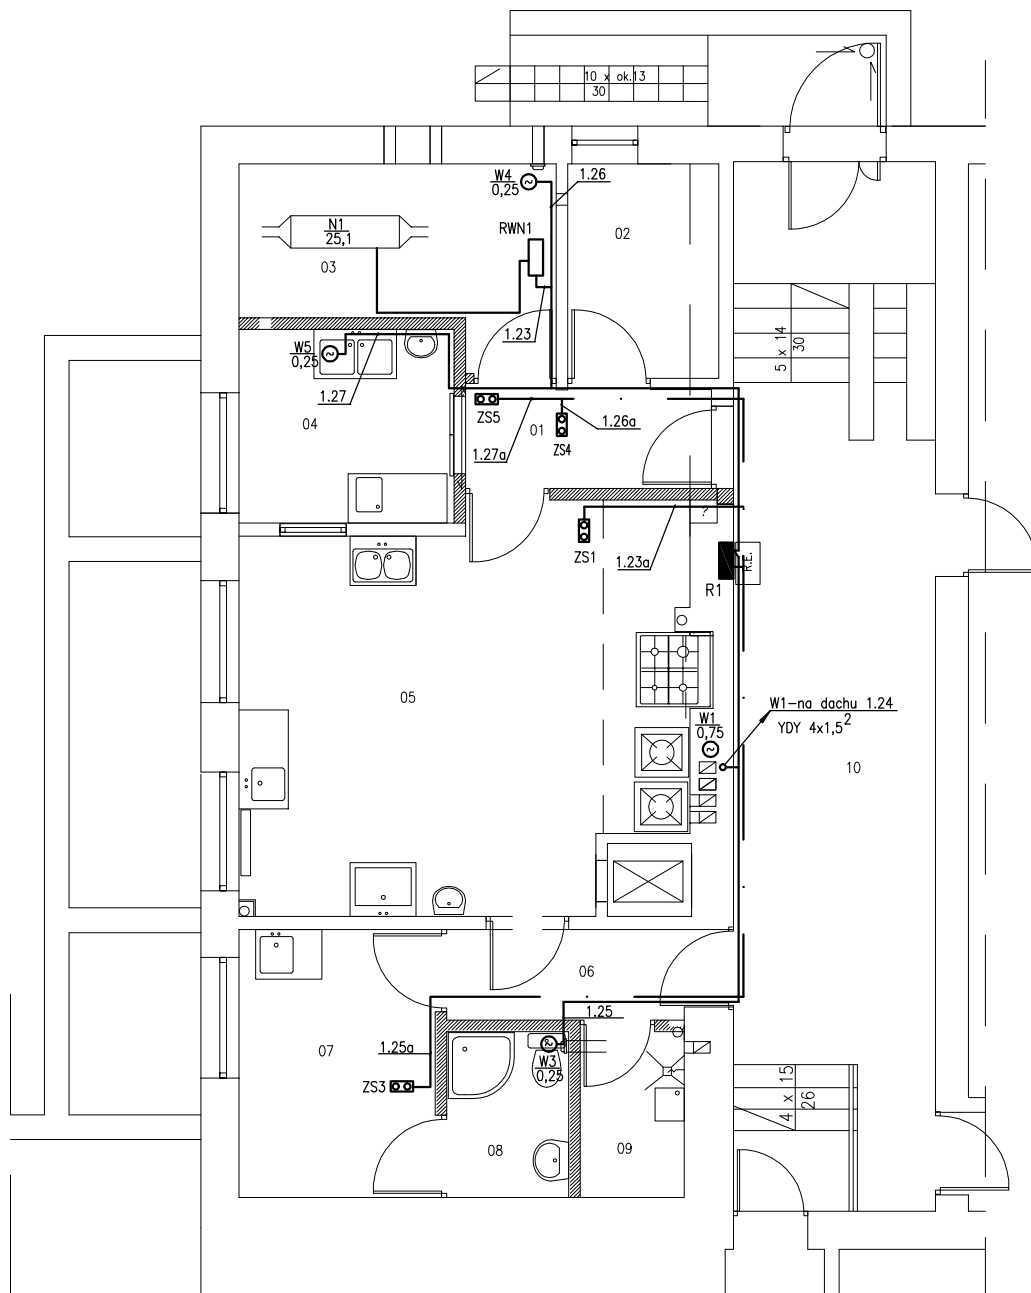 10 x ok.13
30
W4
0,25
1.26
N1
25,1
RWN1
02
03
1.23
5 x 14
30
W5
0,25
1.27
04
ZS5
01
1.26a
ZS4
1.27a
?
ZS1
1.23a
R.E.
R1
05
W1-na dachu 1.24
YDY 4x1,5²
W1
0,75
10
06
1.25
07
1.25a
W3
0,25
ZS3
4 x 15
26
08
09